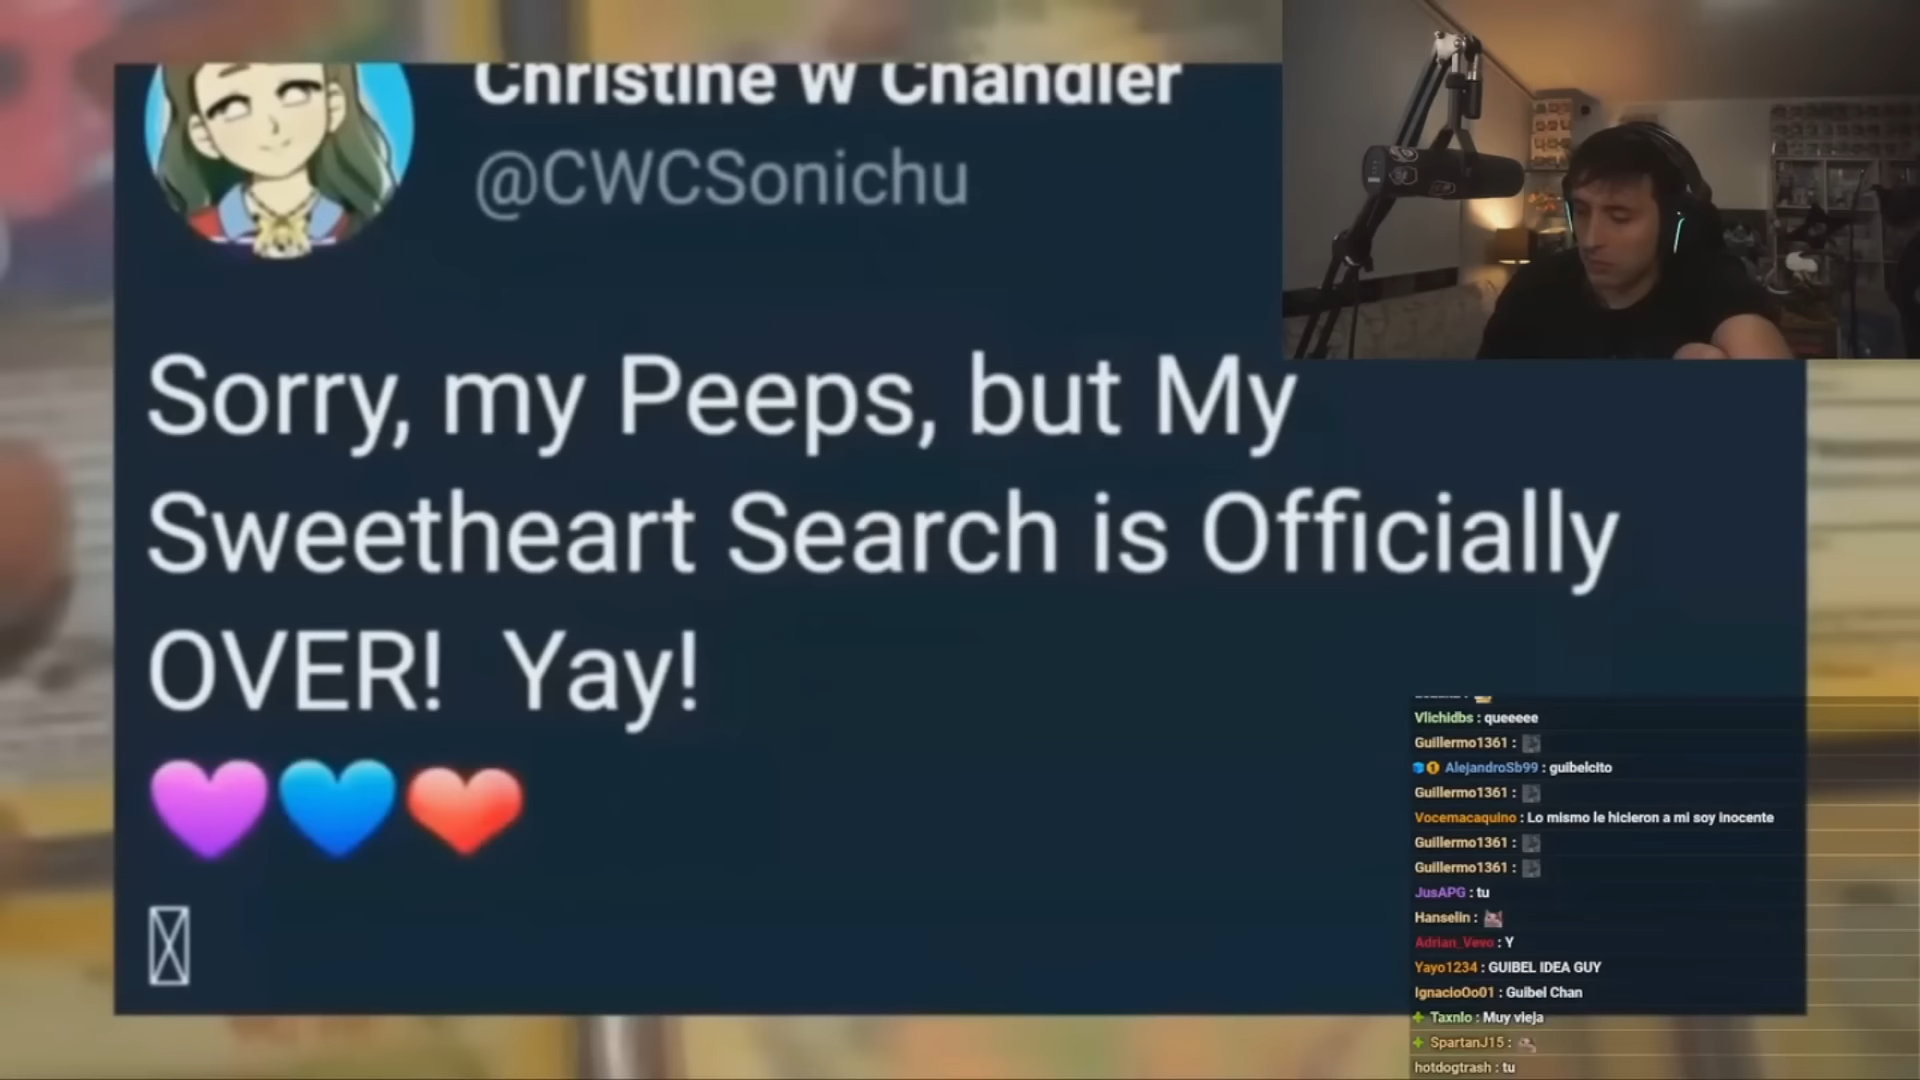 Christine W Chandler
@CWCSonichu
Sorry, my Peeps, but My
Sweetheart Search is Officially
OVER!  Yay!
Vlichidbs : queeeee
Guillermo1361 :
AlejandroSb99 : guibelcito
Guillermo1361 :
Vocemacaquino : Lo mismo le hicieron a mi soy inocente
Guillermo1361 :
Guillermo1361 :
JusAPG : tu
Hanselin :
Adrian_Vevo : Y
Yayo1234 : GUIBEL IDEA GUY
IgnacioOo01 : Guibel Chan
Taxnlo : Muy vieja
SpartanJ15 :
hotdogtrash : tu